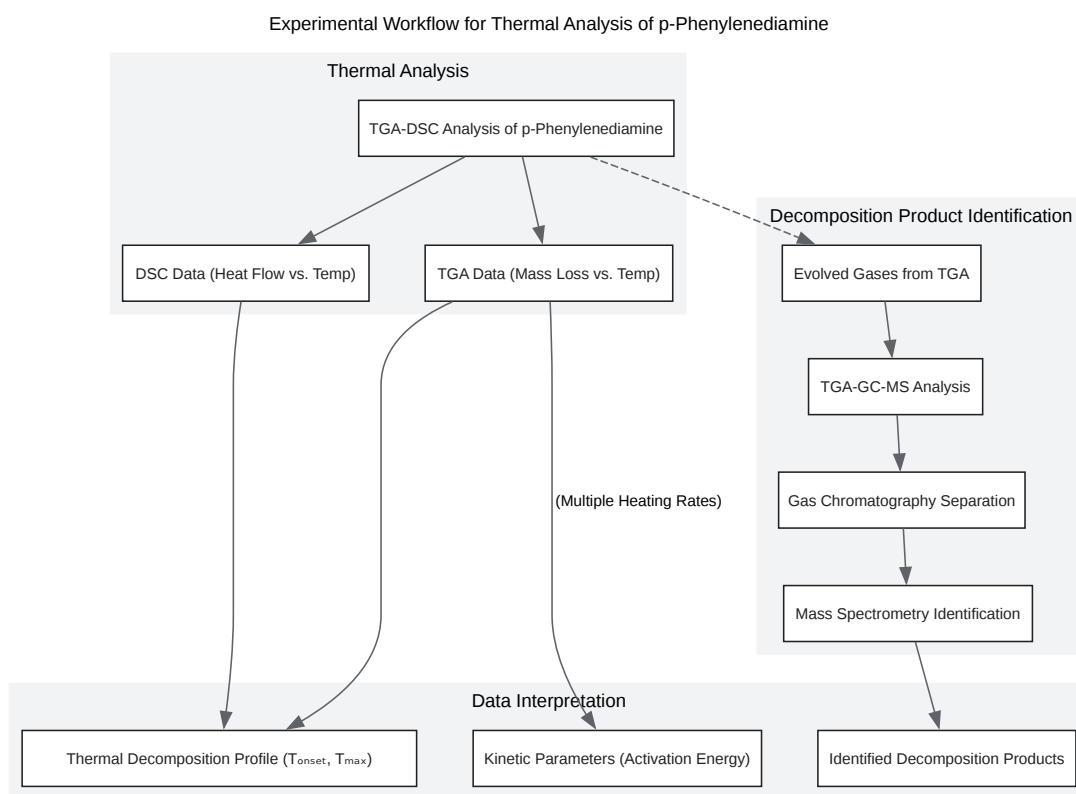 Experimental Workflow for Thermal Analysis of p-Phenylenediamine
Thermal Analysis
TGA-DSC Analysis of p-Phenylenediamine
Decomposition Product Identification
DSC Data (Heat Flow vs. Temp)
TGA Data (Mass Loss vs. Temp)
Evolved Gases from TGA
TGA-GC-MS Analysis
Gas Chromatography Separation
(Multiple Heating Rates)
Mass Spectrometry Identification
Data Interpretation
Thermal Decomposition Profile (Tₒₙₛₑₜ, Tₘₐₓ)
Kinetic Parameters (Activation Energy)
Identified Decomposition Products